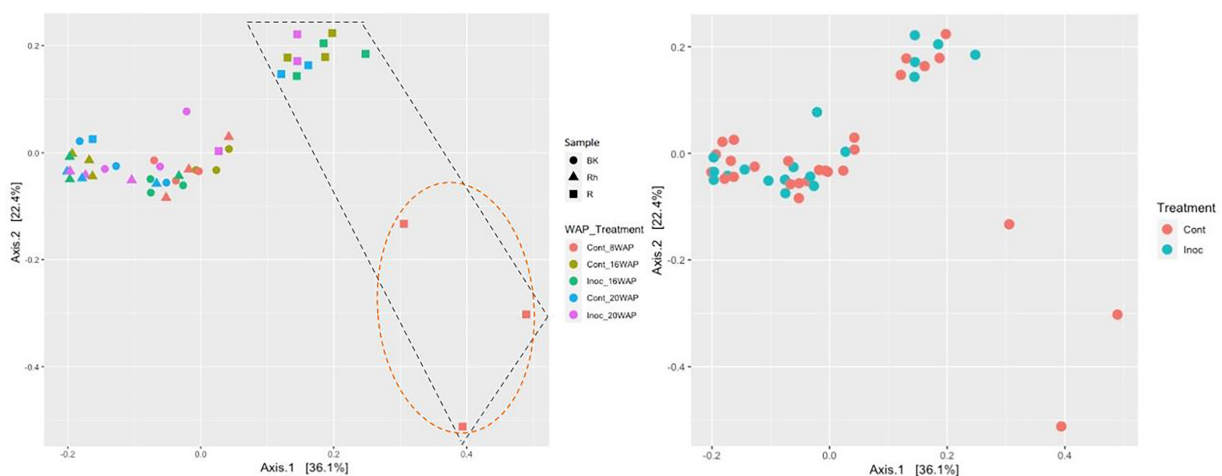 0.2
0.0
-0.2
-0.4
Axis.2 [22.4%]
-0.2
0.0
0.2
0.4
Axis.1 [36.1%]
Sample
BK
Rh
R
WAP_Treatment
Cont_8WAP
Cont_16WAP
Inoc_16WAP
Cont_20WAP
Inoc_20WAP
0.2
0.0
-0.2
-0.4
Axis.2 [22.4%]
-0.2
0.0
0.2
0.4
Axis.1 [36.1%]
Treatment
Cont
Inoc